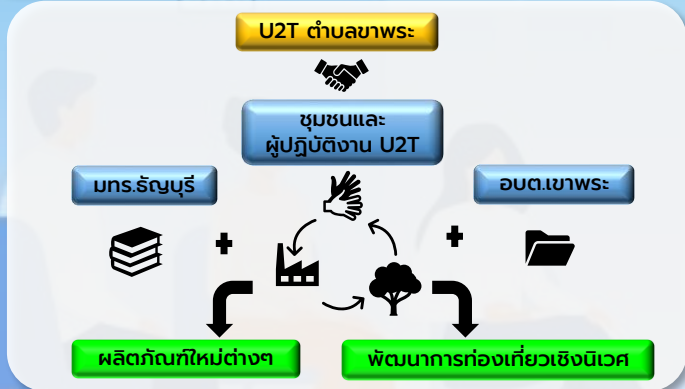 U2T ตำบลขาพระ
ชุมชนและ
ผู้ปฏิบัติงาน U2T
มทร.ธัญบุรี
อบต.เขาพระ
ผลิตภัณฑ์ใหม่ต่างๆ
พัฒนาการท่องเที่ยวเชิงนิเวศ